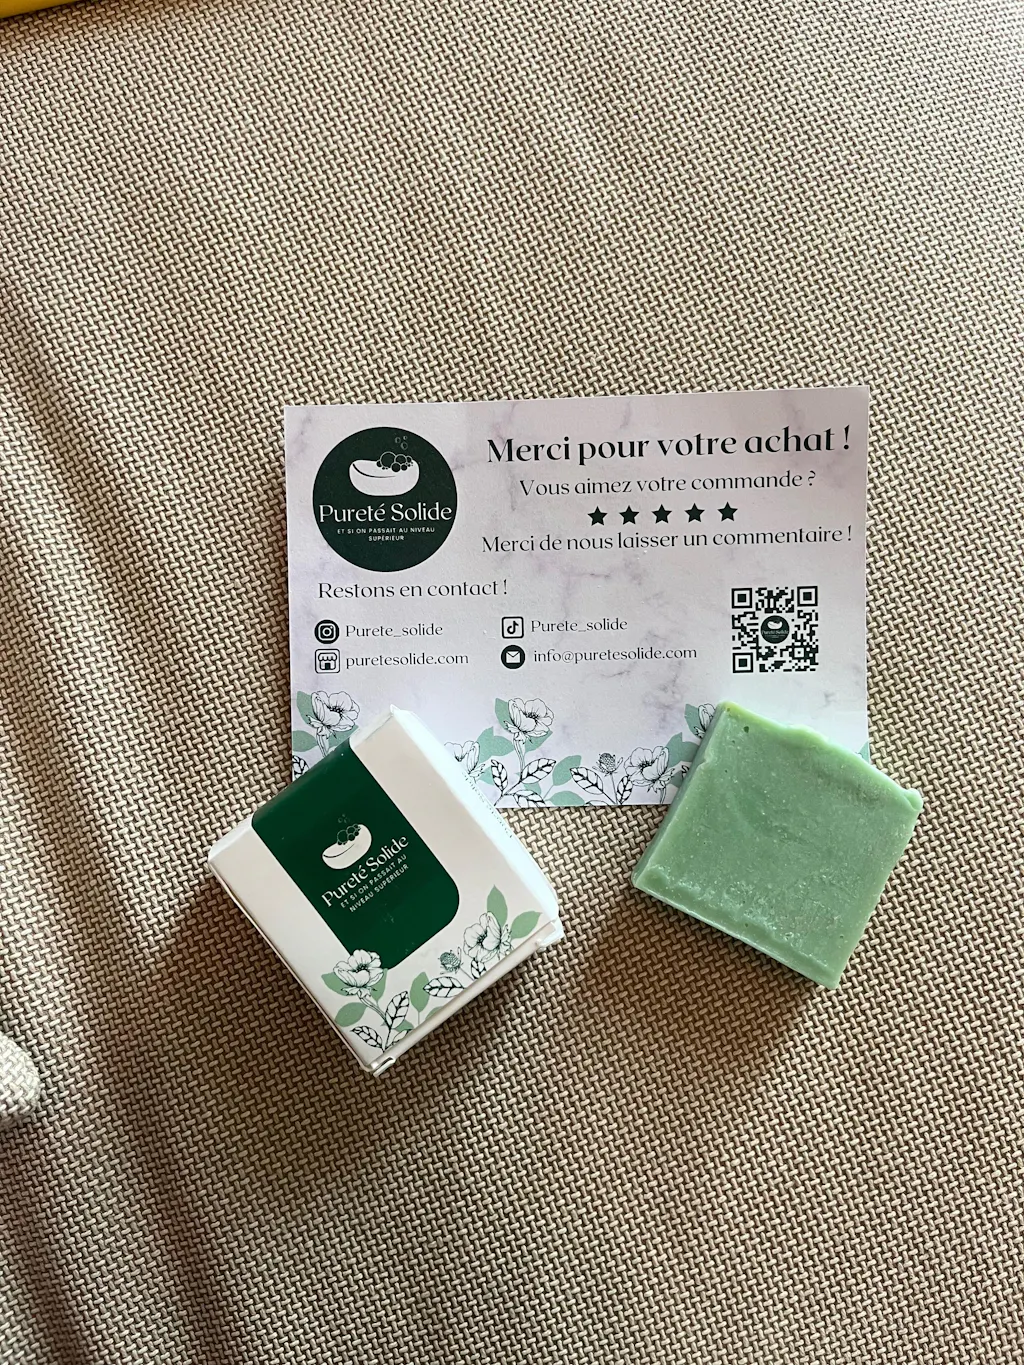 Pureté Solide
ET SI ON PASSAIT AU NIVEAU
SUPÉRIEUR
Merci pour votre achat !
Vous aimez votre commande ?
Merci de nous laisser un commentaire !
Restons en contact !
Purete_solide
Purete_solide
puretesolide.com
info@puretesolide.com
Pureté Solide
Pureté Solide
ET SI ON PASSAIT AU
NIVEAU SUPÉRIEUR